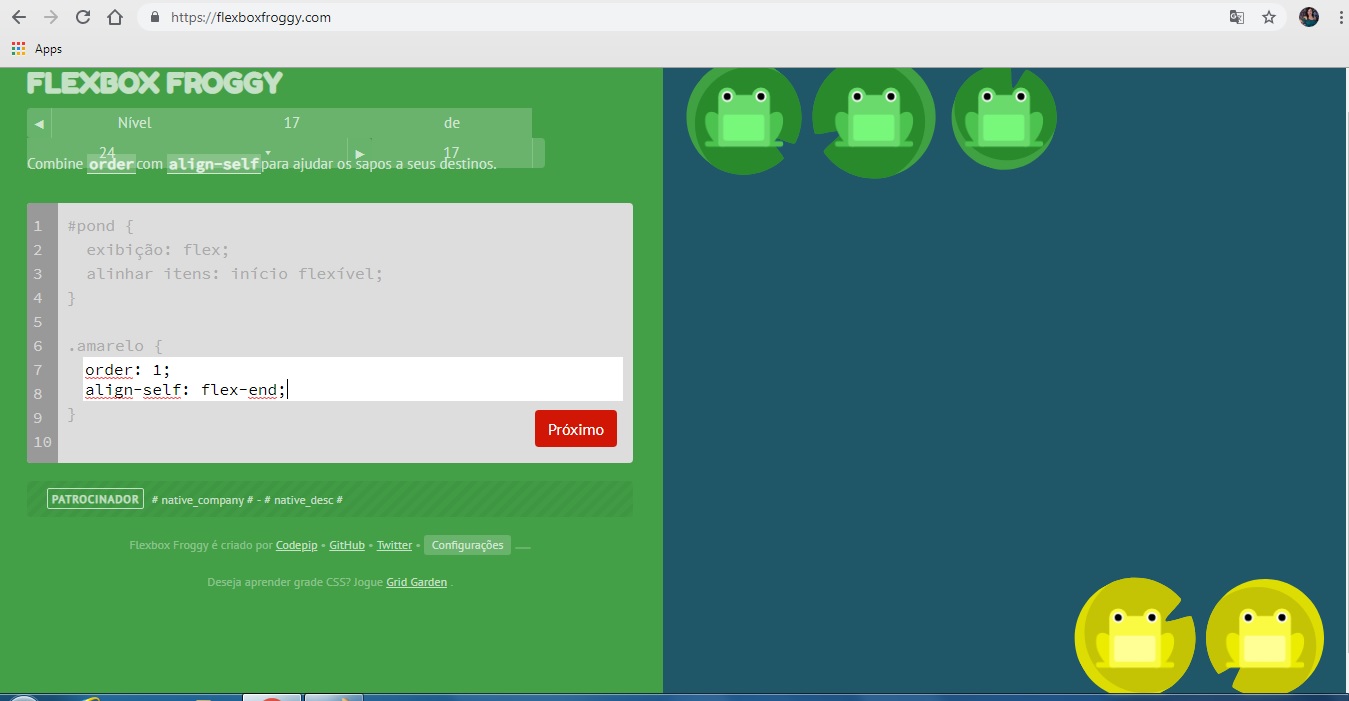 https://flexboxfroggy.com
Apps
FLEXBOX FROGGY
◀ Nível 17 de
24 ▶ 17
Combine order com align-self para ajudar os sapos a seus destinos.
1 #pond {
2 exibição: flex;
3 alinhar itens: início flexível;
4 }
5
6 .amarelo {
7 order: 1;
8 align-self: flex-end;
9 }
10
Próximo
PATROCINADOR # native_company # - # native_desc #
Flexbox Froggy é criado por Codepip • GitHub • Twitter • Configurações
Deseja aprender grade CSS? Jogue Grid Garden .